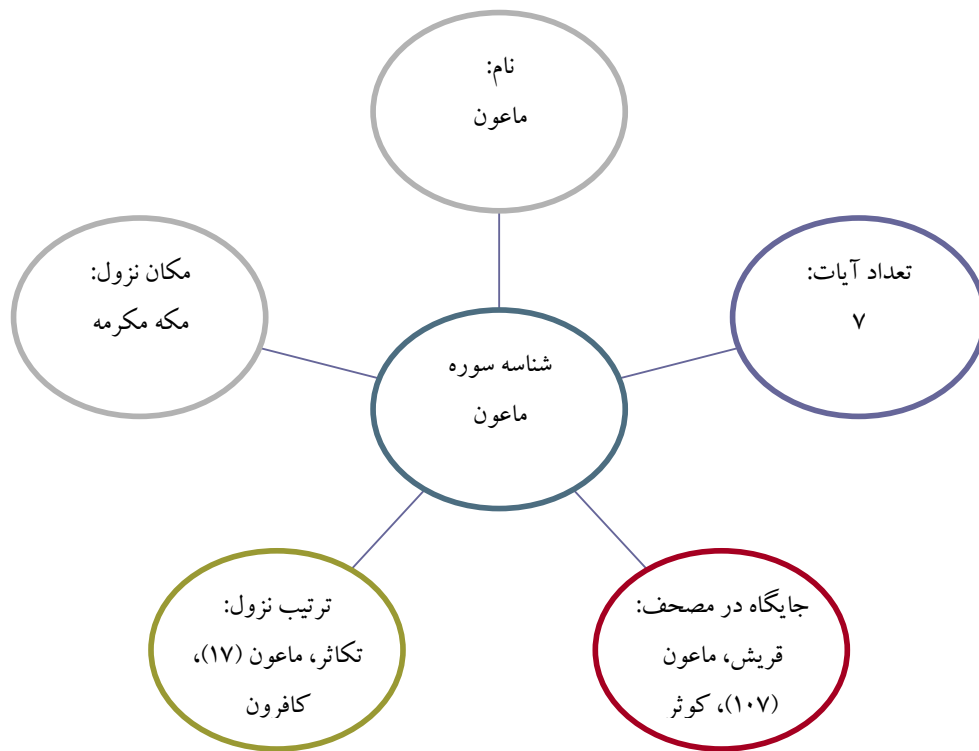 نام:
ماعون
تعداد آیات:
۷
مکان نزول:
مکه مکرمه
شناسه سوره
ماعون
جایگاه در مصحف:
قریش، ماعون
(۱۰۷)، کوثر
ترتیب نزول:
تکاثر، ماعون (۱۷)،
کافرون